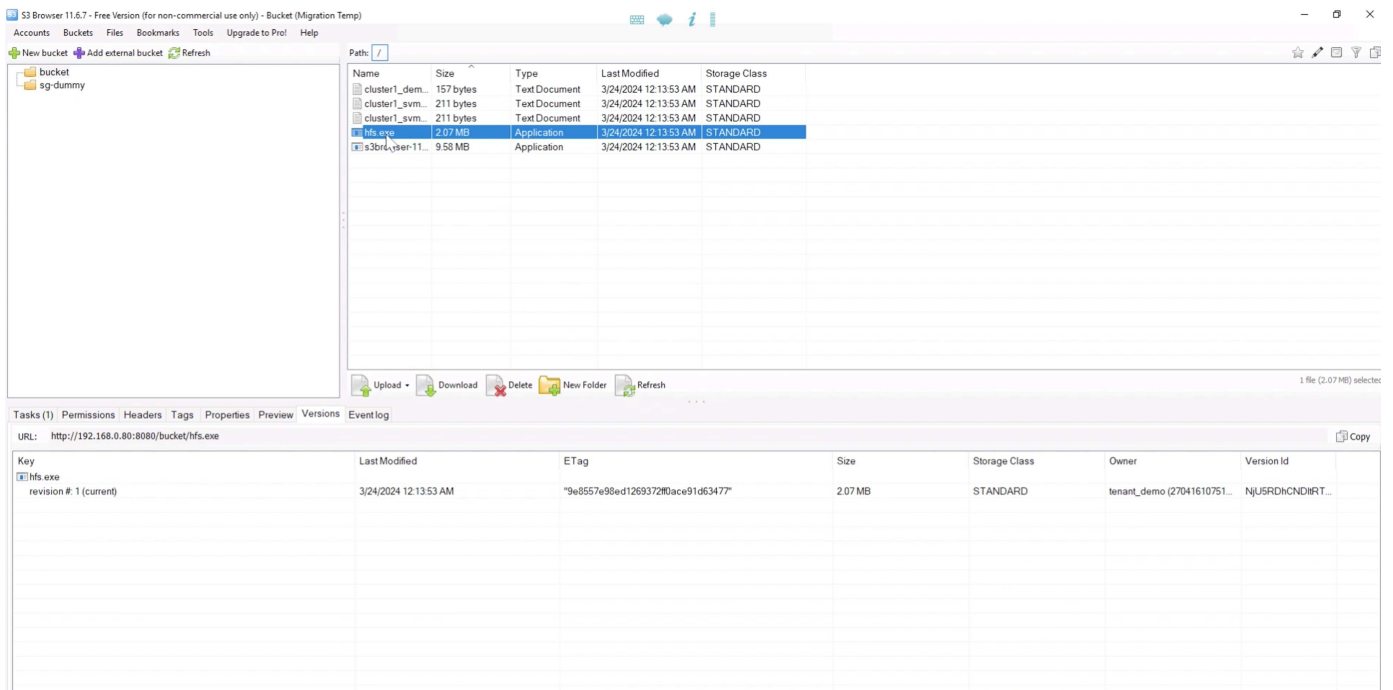 S3 Browser 11.6.7 - Free Version (for non-commercial use only) - Bucket (Migration Temp)
Accounts Buckets Files Bookmarks Tools Upgrade to Pro! Help
New bucket Add external bucket Refresh
Path: /
bucket
sg-dummy
Name Size Type Last Modified Storage Class
cluster1_dem... 157 bytes Text Document 3/24/2024 12:13:53 AM STANDARD
cluster1_svm... 211 bytes Text Document 3/24/2024 12:13:53 AM STANDARD
cluster1_svm... 211 bytes Text Document 3/24/2024 12:13:53 AM STANDARD
hfs.exe 2.07 MB Application 3/24/2024 12:13:53 AM STANDARD
s3browser-11... 9.58 MB Application 3/24/2024 12:13:53 AM STANDARD
Upload Download Delete New Folder Refresh
1 file (2.07 MB) selected
Tasks (1) Permissions Headers Tags Properties Preview Versions Event log
URL: http://192.168.0.80:8080/bucket/hfs.exe Copy
Key Last Modified ETag Size Storage Class Owner Version Id
hfs.exe
revision #: 1 (current) 3/24/2024 12:13:53 AM "9e8557e98ed1269372ff0ace91d63477" 2.07 MB STANDARD tenant_demo (27041610751...